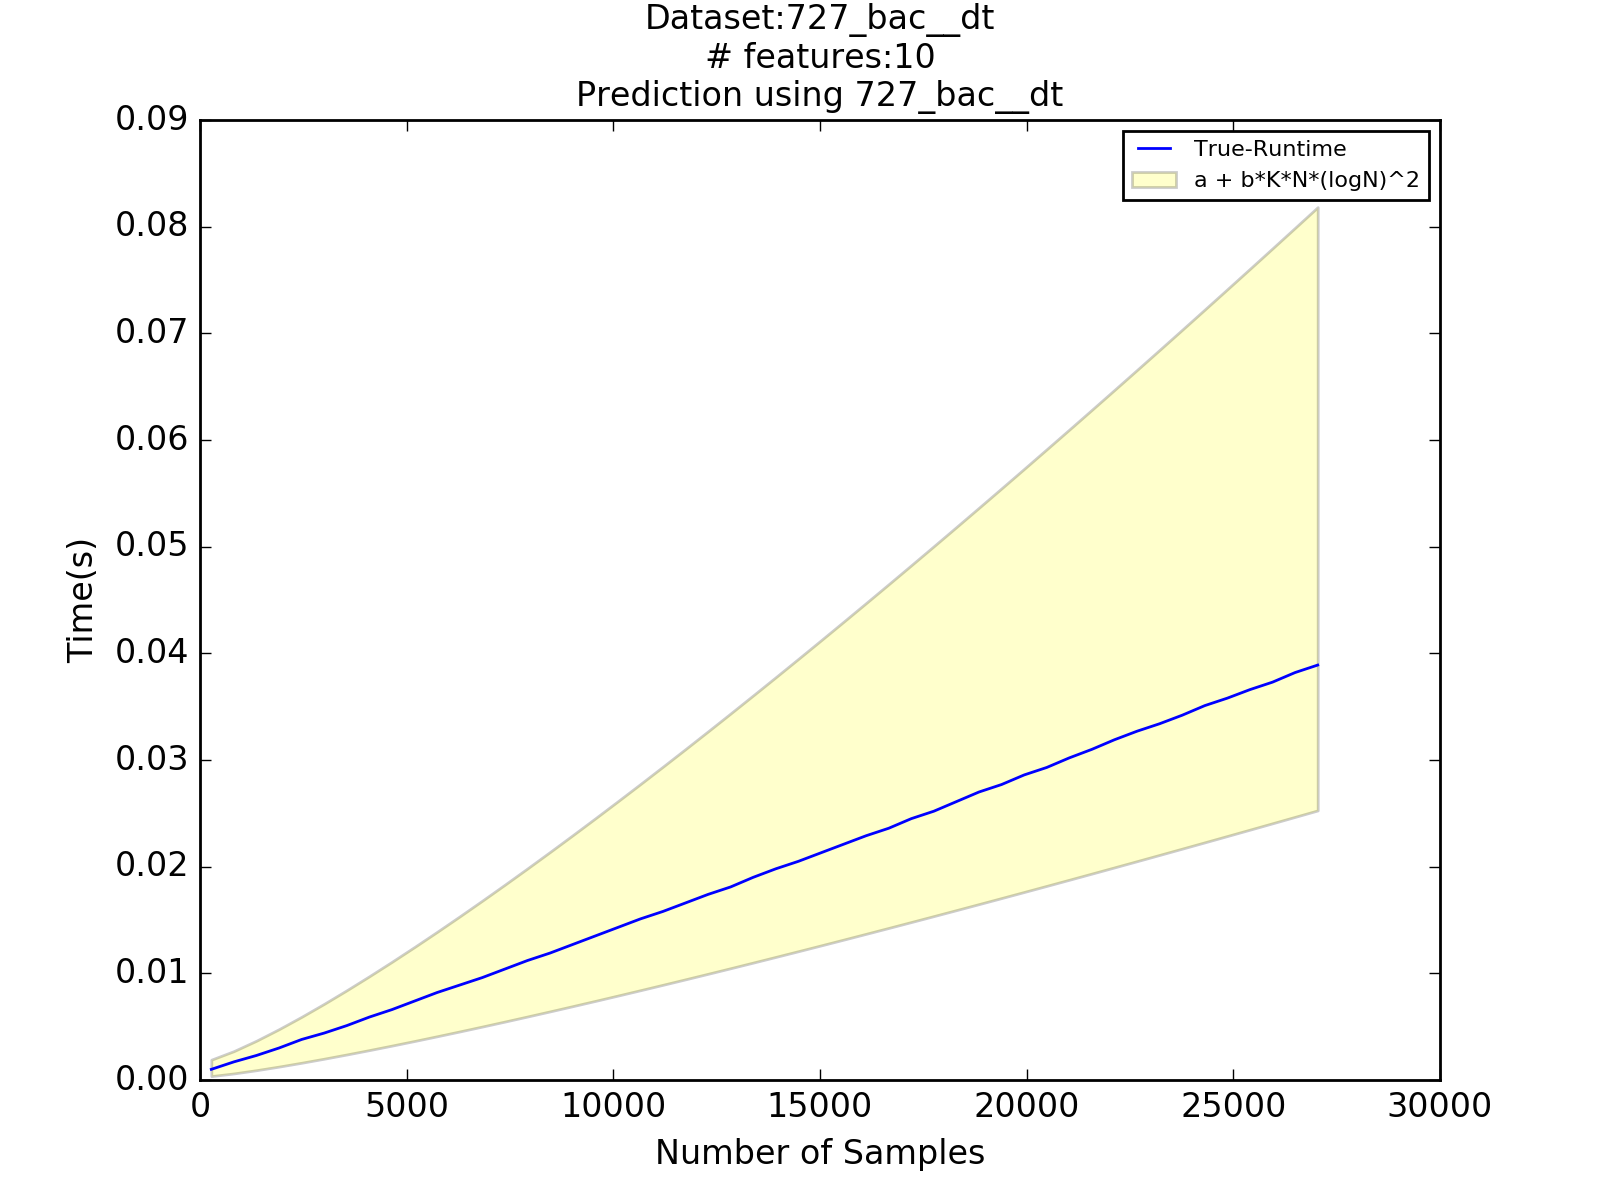 Dataset:727_bac__dt
# features:10
Prediction using 727_bac__dt
0.09
0.08
0.07
0.06
0.05
0.04
0.03
0.02
0.01
0.00
Time(s)
True-Runtime
a + b*K*N*(logN)^2
0 5000 10000 15000 20000 25000 30000
Number of Samples